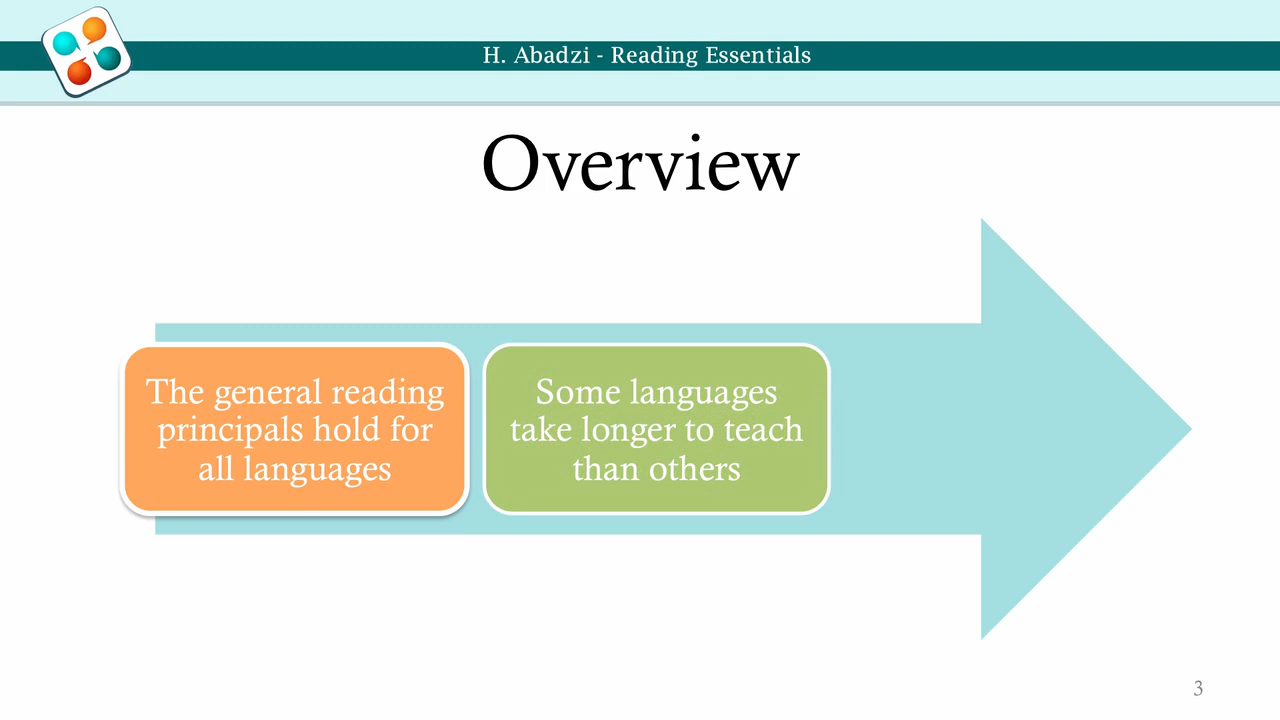 H. Abadzi - Reading Essentials
Overview
The general reading
principals hold for
all languages
Some languages
take longer to teach
than others
3